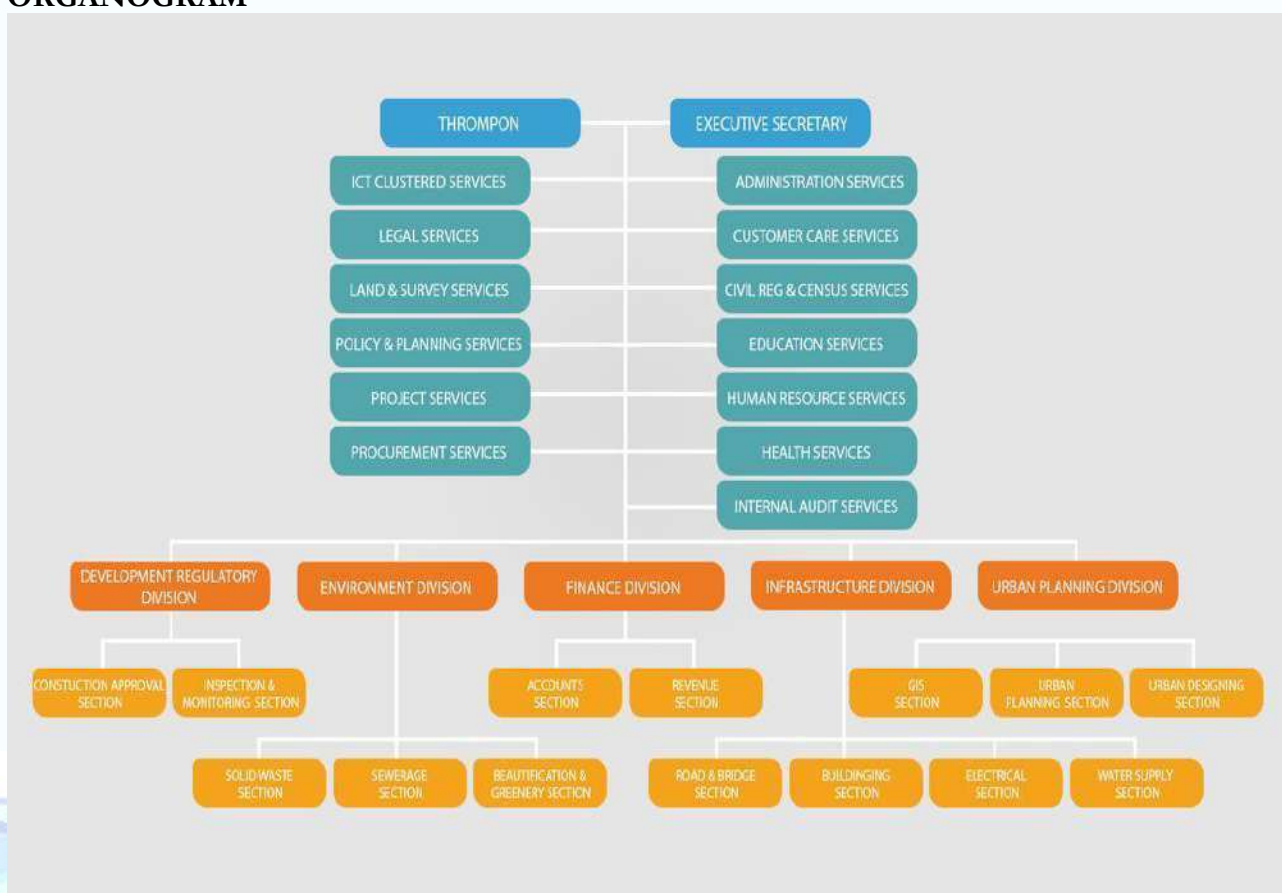 ORGANOGRAM
THROMPON
EXECUTIVE SECRETARY
ICT CLUSTERED SERVICES
ADMINISTRATION SERVICES
LEGAL SERVICES
CUSTOMER CARE SERVICES
LAND & SURVEY SERVICES
CIVIL REG & CENSUS SERVICES
POLICY & PLANNING SERVICES
EDUCATION SERVICES
PROJECT SERVICES
HUMAN RESOURCE SERVICES
PROCUREMENT SERVICES
HEALTH SERVICES
INTERNAL AUDIT SERVICES
DEVELOPMENT REGULATORY
DIVISION
ENVIRONMENT DIVISION
FINANCE DIVISION
INFRASTRUCTURE DIVISION
URBAN PLANNING DIVISION
CONSTUCTION APPROVAL
SECTION
INSPECTION &
MONITORING SECTION
ACCOUNTS
SECTION
REVENUE
SECTION
GIS
SECTION
URBAN
PLANNING SECTION
URBAN DESIGNING
SECTION
SOLID WASTE
SECTION
SEWERAGE
SECTION
BEAUTIFICATION &
GREENERY SECTION
ROAD & BRIDGE
SECTION
BUILDINGING
SECTION
ELECTRICAL
SECTION
WATER SUPPLY
SECTION